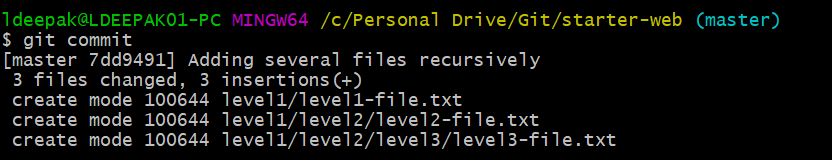 ldeepak@LDEEPAK01-PC MINGW64 /c/Personal Drive/Git/starter-web (master)
$ git commit
[master 7dd9491] Adding several files recursively
 3 files changed, 3 insertions(+)
 create mode 100644 level1/level1-file.txt
 create mode 100644 level1/level2/level2-file.txt
 create mode 100644 level1/level2/level3/level3-file.txt